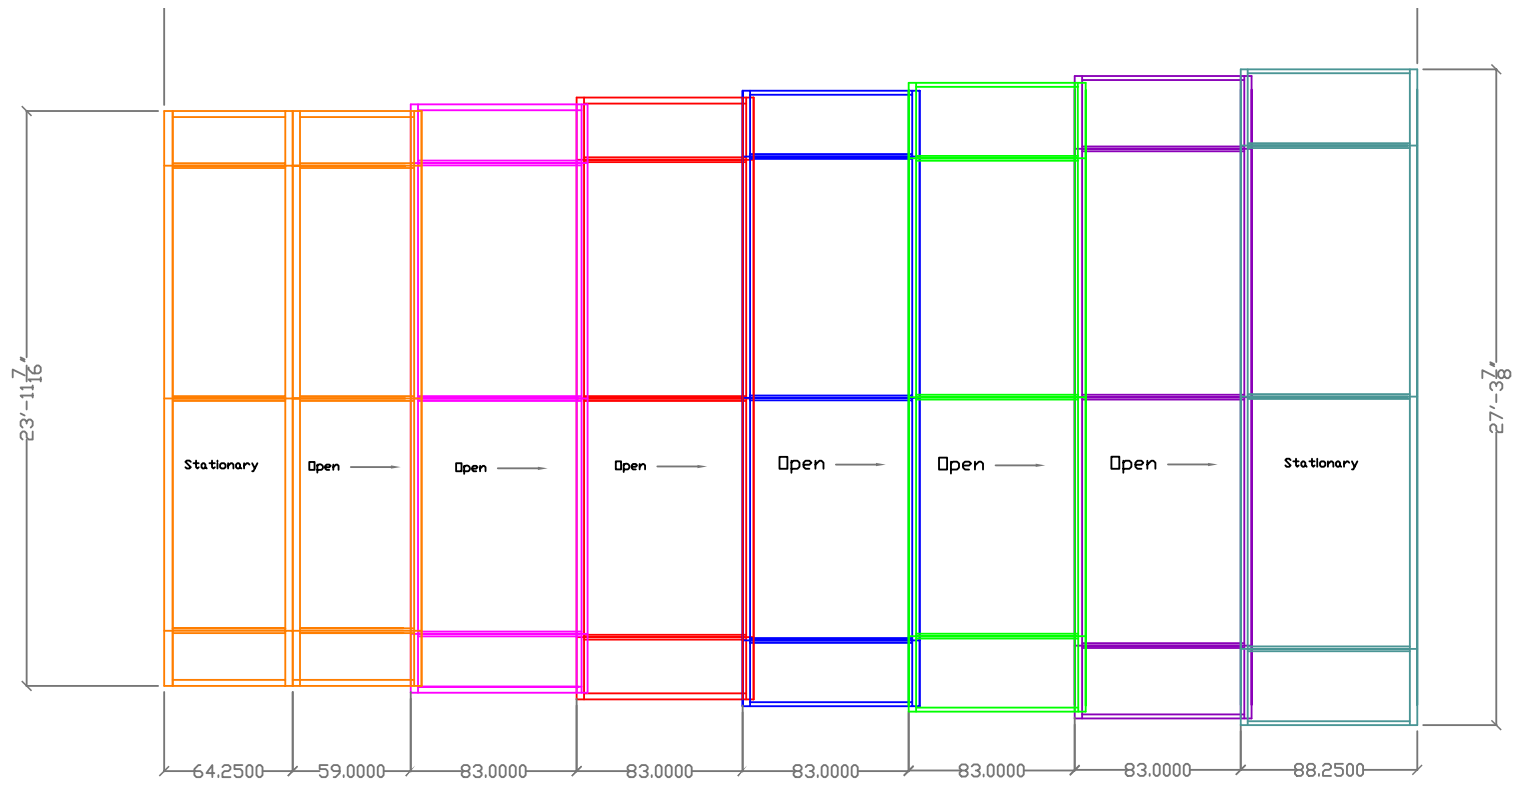 23'-11 7/16"
27'-3 7/8"
Stationary
Open
Open
Open
Open
Open
Open
Stationary
64.2500
59.0000
83.0000
83.0000
83.0000
83.0000
83.0000
88.2500